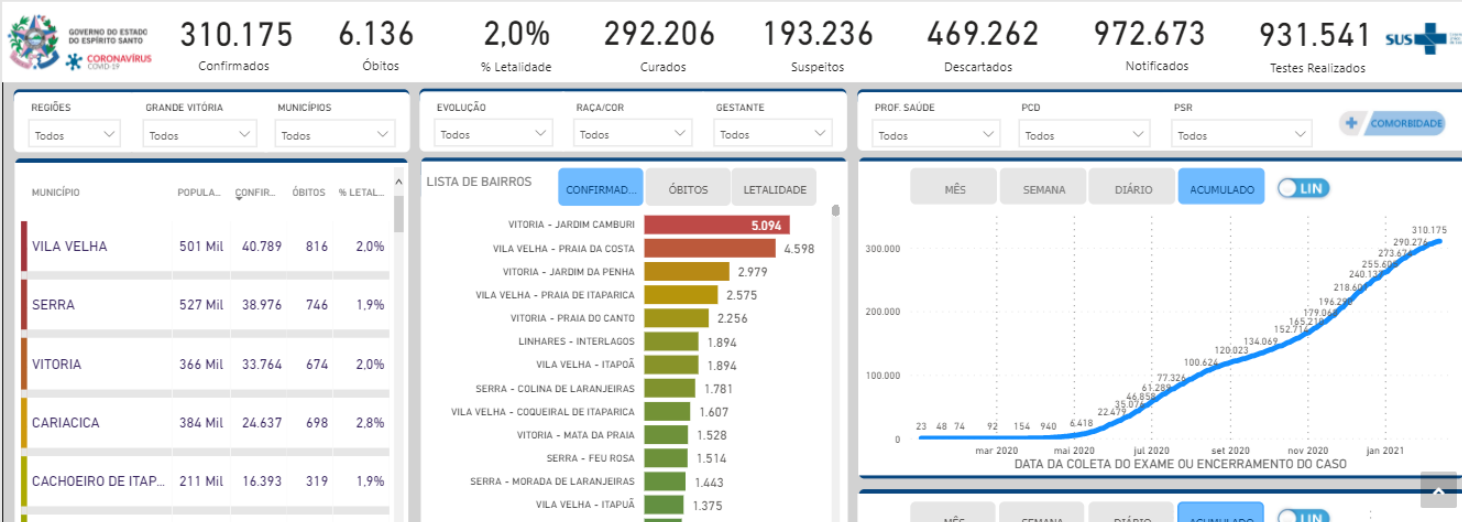 GOVERNO DO ESTADO
DO ESPÍRITO SANTO
CORONAVÍRUS
COVID-19
310.175
Confirmados
6.136
Óbitos
2,0%
% Letalidade
292.206
Curados
193.236
Suspeitos
469.262
Descartados
972.673
Notificados
931.541
Testes Realizados
SUS
REGIÕES
GRANDE VITÓRIA
MUNICÍPIOS
Todos
Todos
Todos
EVOLUÇÃO
RAÇA/COR
GESTANTE
Todos
Todos
Todos
PROF. SAÚDE
PCD
PSR
Todos
Todos
Todos
COMORBIDADE
MUNICÍPIO POPULA... CONFIR... ÓBITOS % LETAL...
VILA VELHA 501 Mil 40.789 816 2,0%
SERRA 527 Mil 38.976 746 1,9%
VITORIA 366 Mil 33.764 674 2,0%
CARIACICA 384 Mil 24.637 698 2,8%
CACHOEIRO DE ITAP... 211 Mil 16.393 319 1,9%
LISTA DE BAIRROS
CONFIRMAD...
ÓBITOS
LETALIDADE
VITORIA - JARDIM CAMBURI 5.094
VILA VELHA - PRAIA DA COSTA 4.598
VITORIA - JARDIM DA PENHA 2.979
VILA VELHA - PRAIA DE ITAPARICA 2.575
VITORIA - PRAIA DO CANTO 2.256
LINHARES - INTERLAGOS 1.894
VILA VELHA - ITAPOÃ 1.894
SERRA - COLINA DE LARANJEIRAS 1.781
VILA VELHA - COQUEIRAL DE ITAPARICA 1.607
VITORIA - MATA DA PRAIA 1.528
SERRA - FEU ROSA 1.514
SERRA - MORADA DE LARANJEIRAS 1.443
VILA VELHA - ITAPUÃ 1.375
MÊS
SEMANA
DIÁRIO
ACUMULADO
LIN
300.000
200.000
100.000
0
23 48 74 92 154 940 6.418
22.479
35.076
46.858
61.289
77.326
100.624
120.023
134.069
152.714
165.218
179.069
196.293
218.607
240.137
255.606
273.674
290.276
310.175
mar 2020 mai 2020 jul 2020 set 2020 nov 2020 jan 2021
DATA DA COLETA DO EXAME OU ENCERRAMENTO DO CASO
MÊS
SEMANA
DIÁRIO
ACUMULADO
LIN